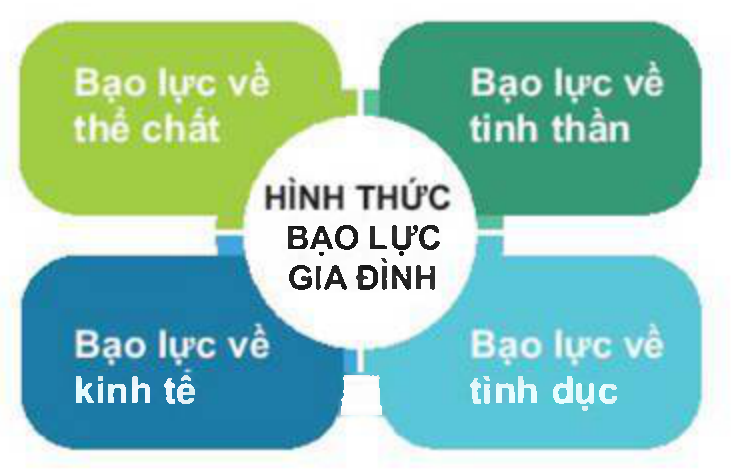 Bạo lực về
thể chất
Bạo lực về
tinh thần
HÌNH THỨC
BẠO LỰC
GIA ĐÌNH
Bạo lực về
kinh tế
Bạo lực về
tình dục